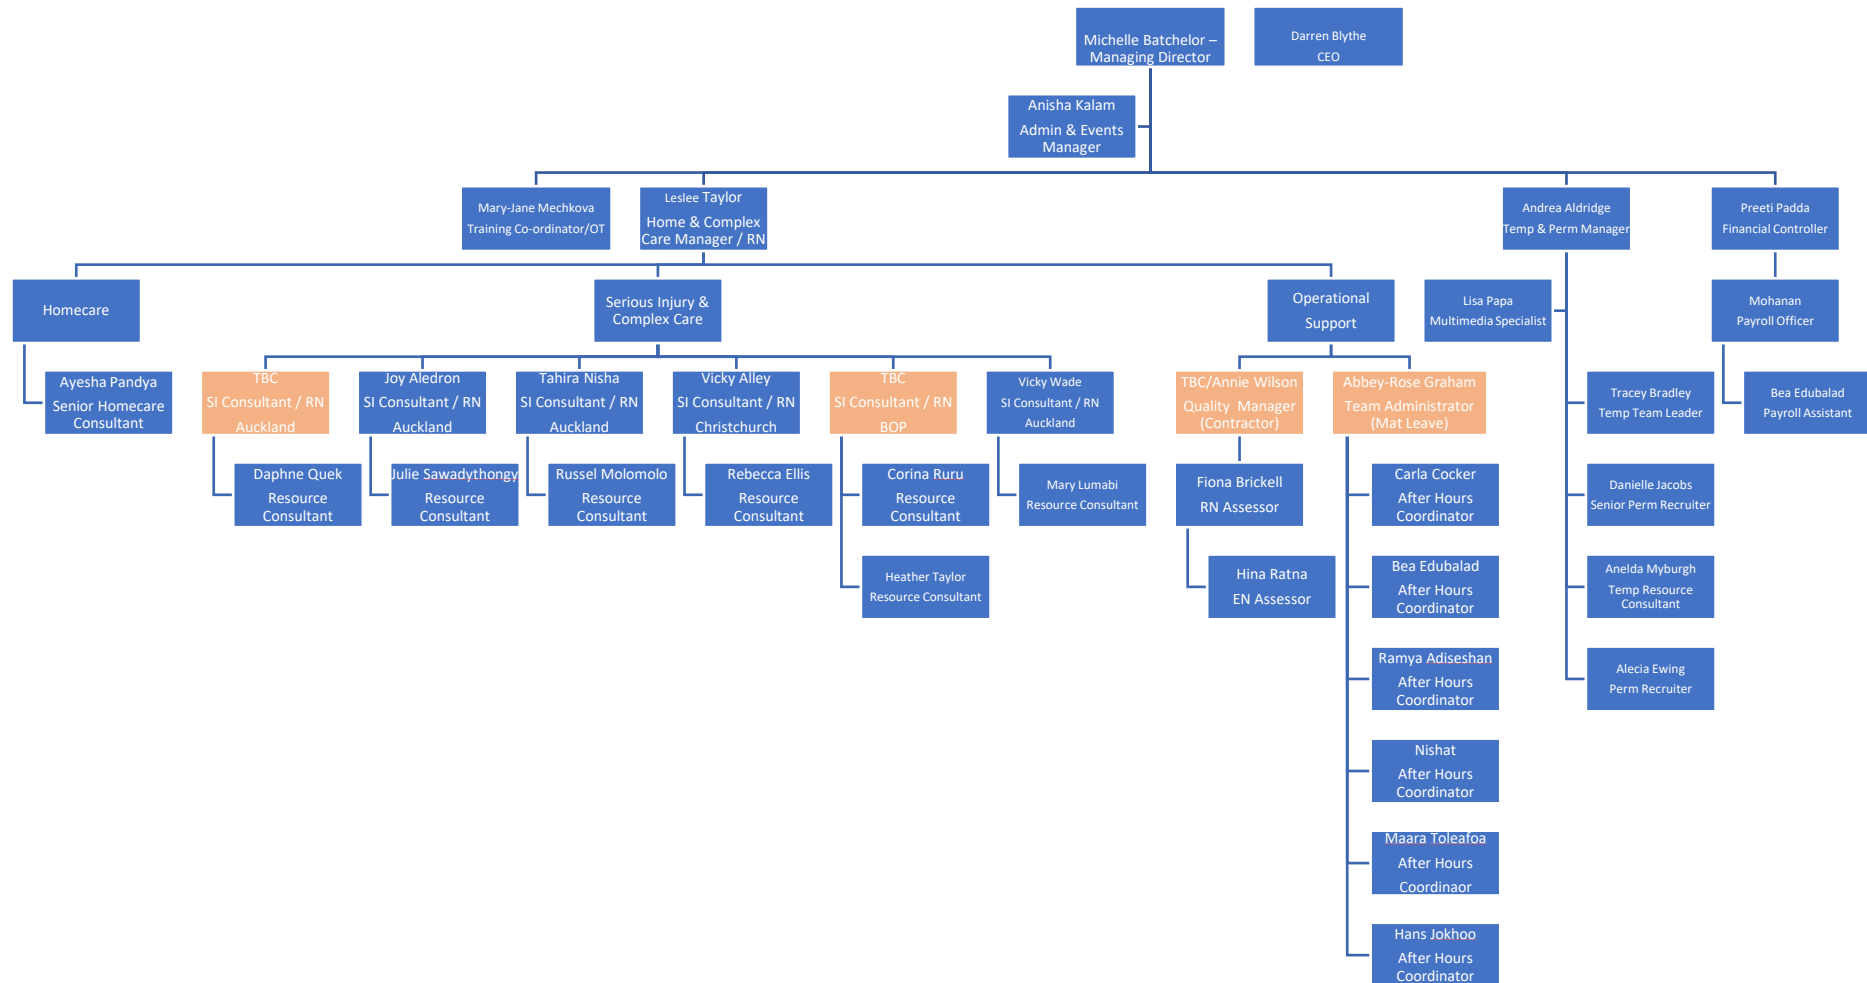 Michelle Batchelor –
Managing Director
Darren Blythe
CEO
Anisha Kalam
Admin & Events
Manager
Mary-Jane Mechkova
Training Co-ordinator/OT
Leslee Taylor
Home & Complex
Care Manager / RN
Andrea Aldridge
Temp & Perm Manager
Preeti Padda
Financial Controller
Homecare
Serious Injury &
Complex Care
Operational
Support
Lisa Papa
Multimedia Specialist
Mohanan
Payroll Officer
Ayesha Pandya
Senior Homecare
Consultant
TBC
SI Consultant / RN
Auckland
Joy Aledron
SI Consultant / RN
Auckland
Tahira Nisha
SI Consultant / RN
Auckland
Vicky Alley
SI Consultant / RN
Christchurch
TBC
SI Consultant / RN
BOP
Vicky Wade
SI Consultant / RN
Auckland
TBC/Annie Wilson
Quality Manager
(Contractor)
Abbey-Rose Graham
Team Administrator
(Mat Leave)
Tracey Bradley
Temp Team Leader
Bea Edubalad
Payroll Assistant
Daphne Quek
Resource
Consultant
Julie Sawadythongy
Resource
Consultant
Russel Molomolo
Resource
Consultant
Rebecca Ellis
Resource
Consultant
Corina Ruru
Resource
Consultant
Mary Lumabi
Resource Consultant
Fiona Brickell
RN Assessor
Carla Cocker
After Hours
Coordinator
Danielle Jacobs
Senior Perm Recruiter
Heather Taylor
Resource Consultant
Hina Ratna
EN Assessor
Bea Edubalad
After Hours
Coordinator
Anelda Myburgh
Temp Resource
Consultant
Ramya Adiseshan
After Hours
Coordinator
Alecia Ewing
Perm Recruiter
Nishat
After Hours
Coordinator
Maara Toleafoa
After Hours
Coordinaor
Hans Jokhoo
After Hours
Coordinator